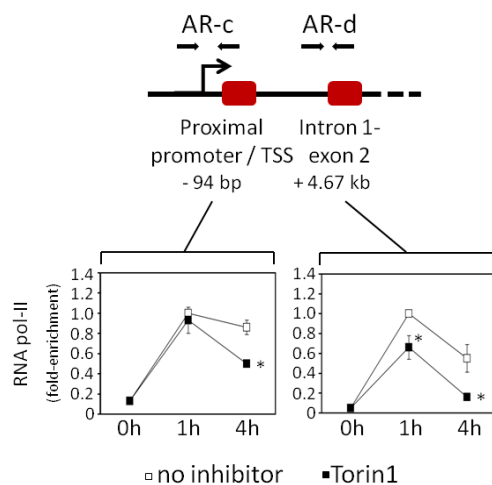 AR-c AR-d
Proximal Intron 1-
promoter / TSS exon 2
- 94 bp + 4.67 kb
RNA pol-II
(fold-enrichment)
1.4 1.4
1.2 1.2
1.0 1.0
0.8 0.8 *
0.6 0.6
0.4 * 0.4
0.2 0.2 *
0 0
0h 1h 4h 0h 1h 4h
no inhibitor Torin1